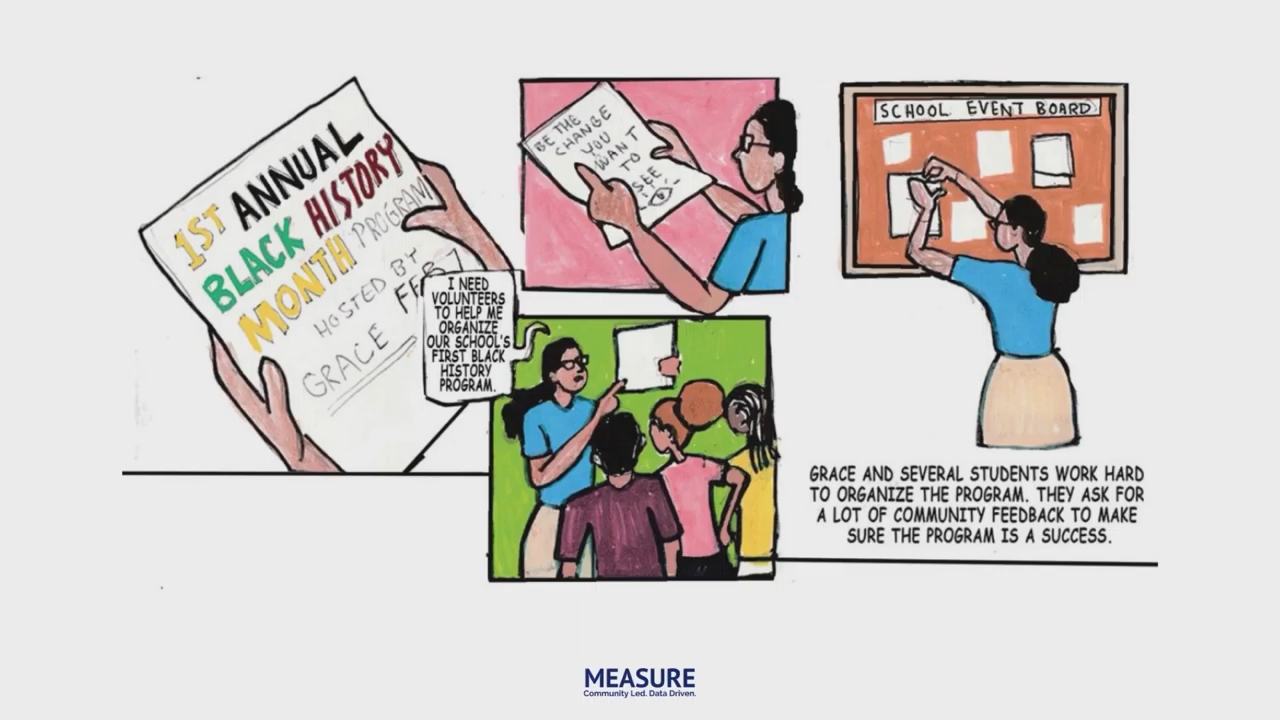 1ST ANNUAL
BLACK HISTORY
MONTH PROGRAM
HOSTED BY
GRACE FEB 7
BE THE
CHANGE
YOU
WANT
TO
SEE
I NEED
VOLUNTEERS
TO HELP ME
ORGANIZE
OUR SCHOOL'S
FIRST BLACK
HISTORY
PROGRAM.
SCHOOL EVENT BOARD
GRACE AND SEVERAL STUDENTS WORK HARD
TO ORGANIZE THE PROGRAM. THEY ASK FOR
A LOT OF COMMUNITY FEEDBACK TO MAKE
SURE THE PROGRAM IS A SUCCESS.
MEASURE
Community Led. Data Driven.